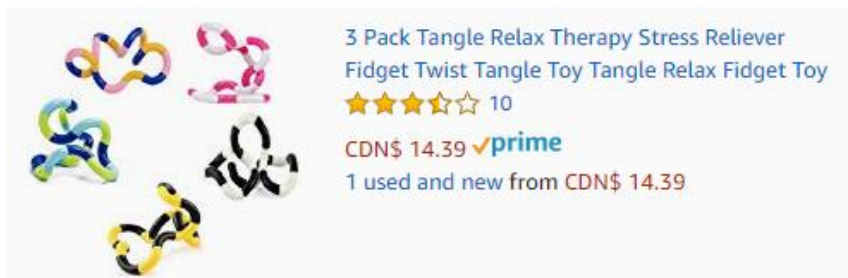 3 Pack Tangle Relax Therapy Stress Reliever
Fidget Twist Tangle Toy Tangle Relax Fidget Toy
10
CDN$ 14.39 prime
1 used and new from CDN$ 14.39